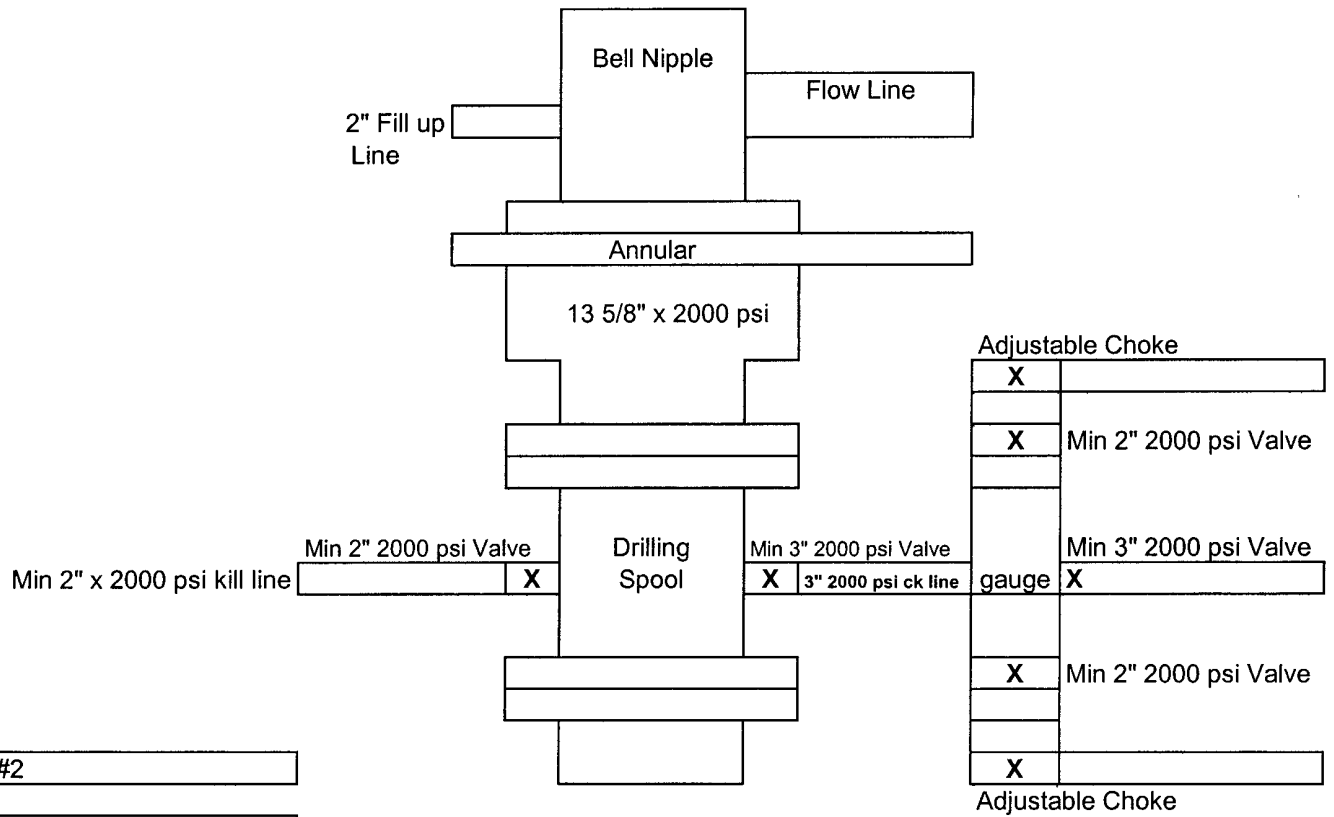 Bell Nipple
Flow Line
2" Fill up
Line
Annular
13 5/8" x 2000 psi
Adjustable Choke
X
X Min 2" 2000 psi Valve
Min 2" 2000 psi Valve
Drilling
Spool
Min 3" 2000 psi Valve
Min 3" 2000 psi Valve
Min 2" x 2000 psi kill line
X
X
3" 2000 psi ck line
gauge
X
X Min 2" 2000 psi Valve
#2
X
Adjustable Choke